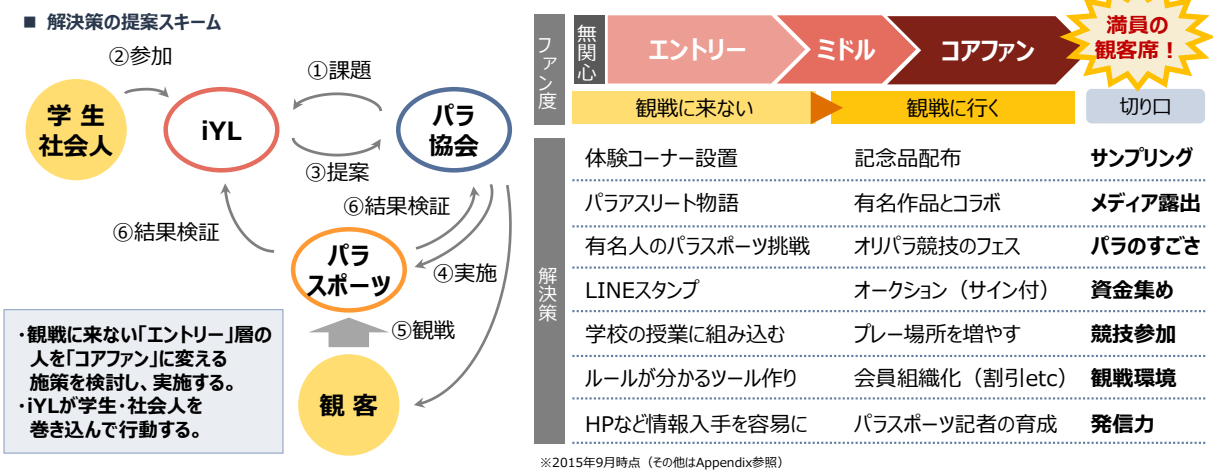 ■ 解決策の提案スキーム
②参加
①課題
学 生
社会人
iYL
パラ
協会
③提案
⑥結果検証
⑥結果検証
パラ
スポーツ
④実施
⑤観戦
観 客
・観戦に来ない「エントリー」層の
人を「コアファン」に変える
施策を検討し、実施する。
・iYLが学生・社会人を
巻き込んで行動する。
ファン度
無関心
エントリー
ミドル
コアファン
満員の
観客席！
観戦に来ない
観戦に行く
切り口
解決策
体験コーナー設置
記念品配布
サンプリング
パラアスリート物語
有名作品とコラボ
メディア露出
有名人のパラスポーツ挑戦
オリパラ競技のフェス
パラのすごさ
LINEスタンプ
オークション（サイン付）
資金集め
学校の授業に組み込む
プレー場所を増やす
競技参加
ルールが分かるツール作り
会員組織化（割引etc）
観戦環境
HPなど情報入手を容易に
パラスポーツ記者の育成
発信力
※2015年9月時点（その他はAppendix参照）